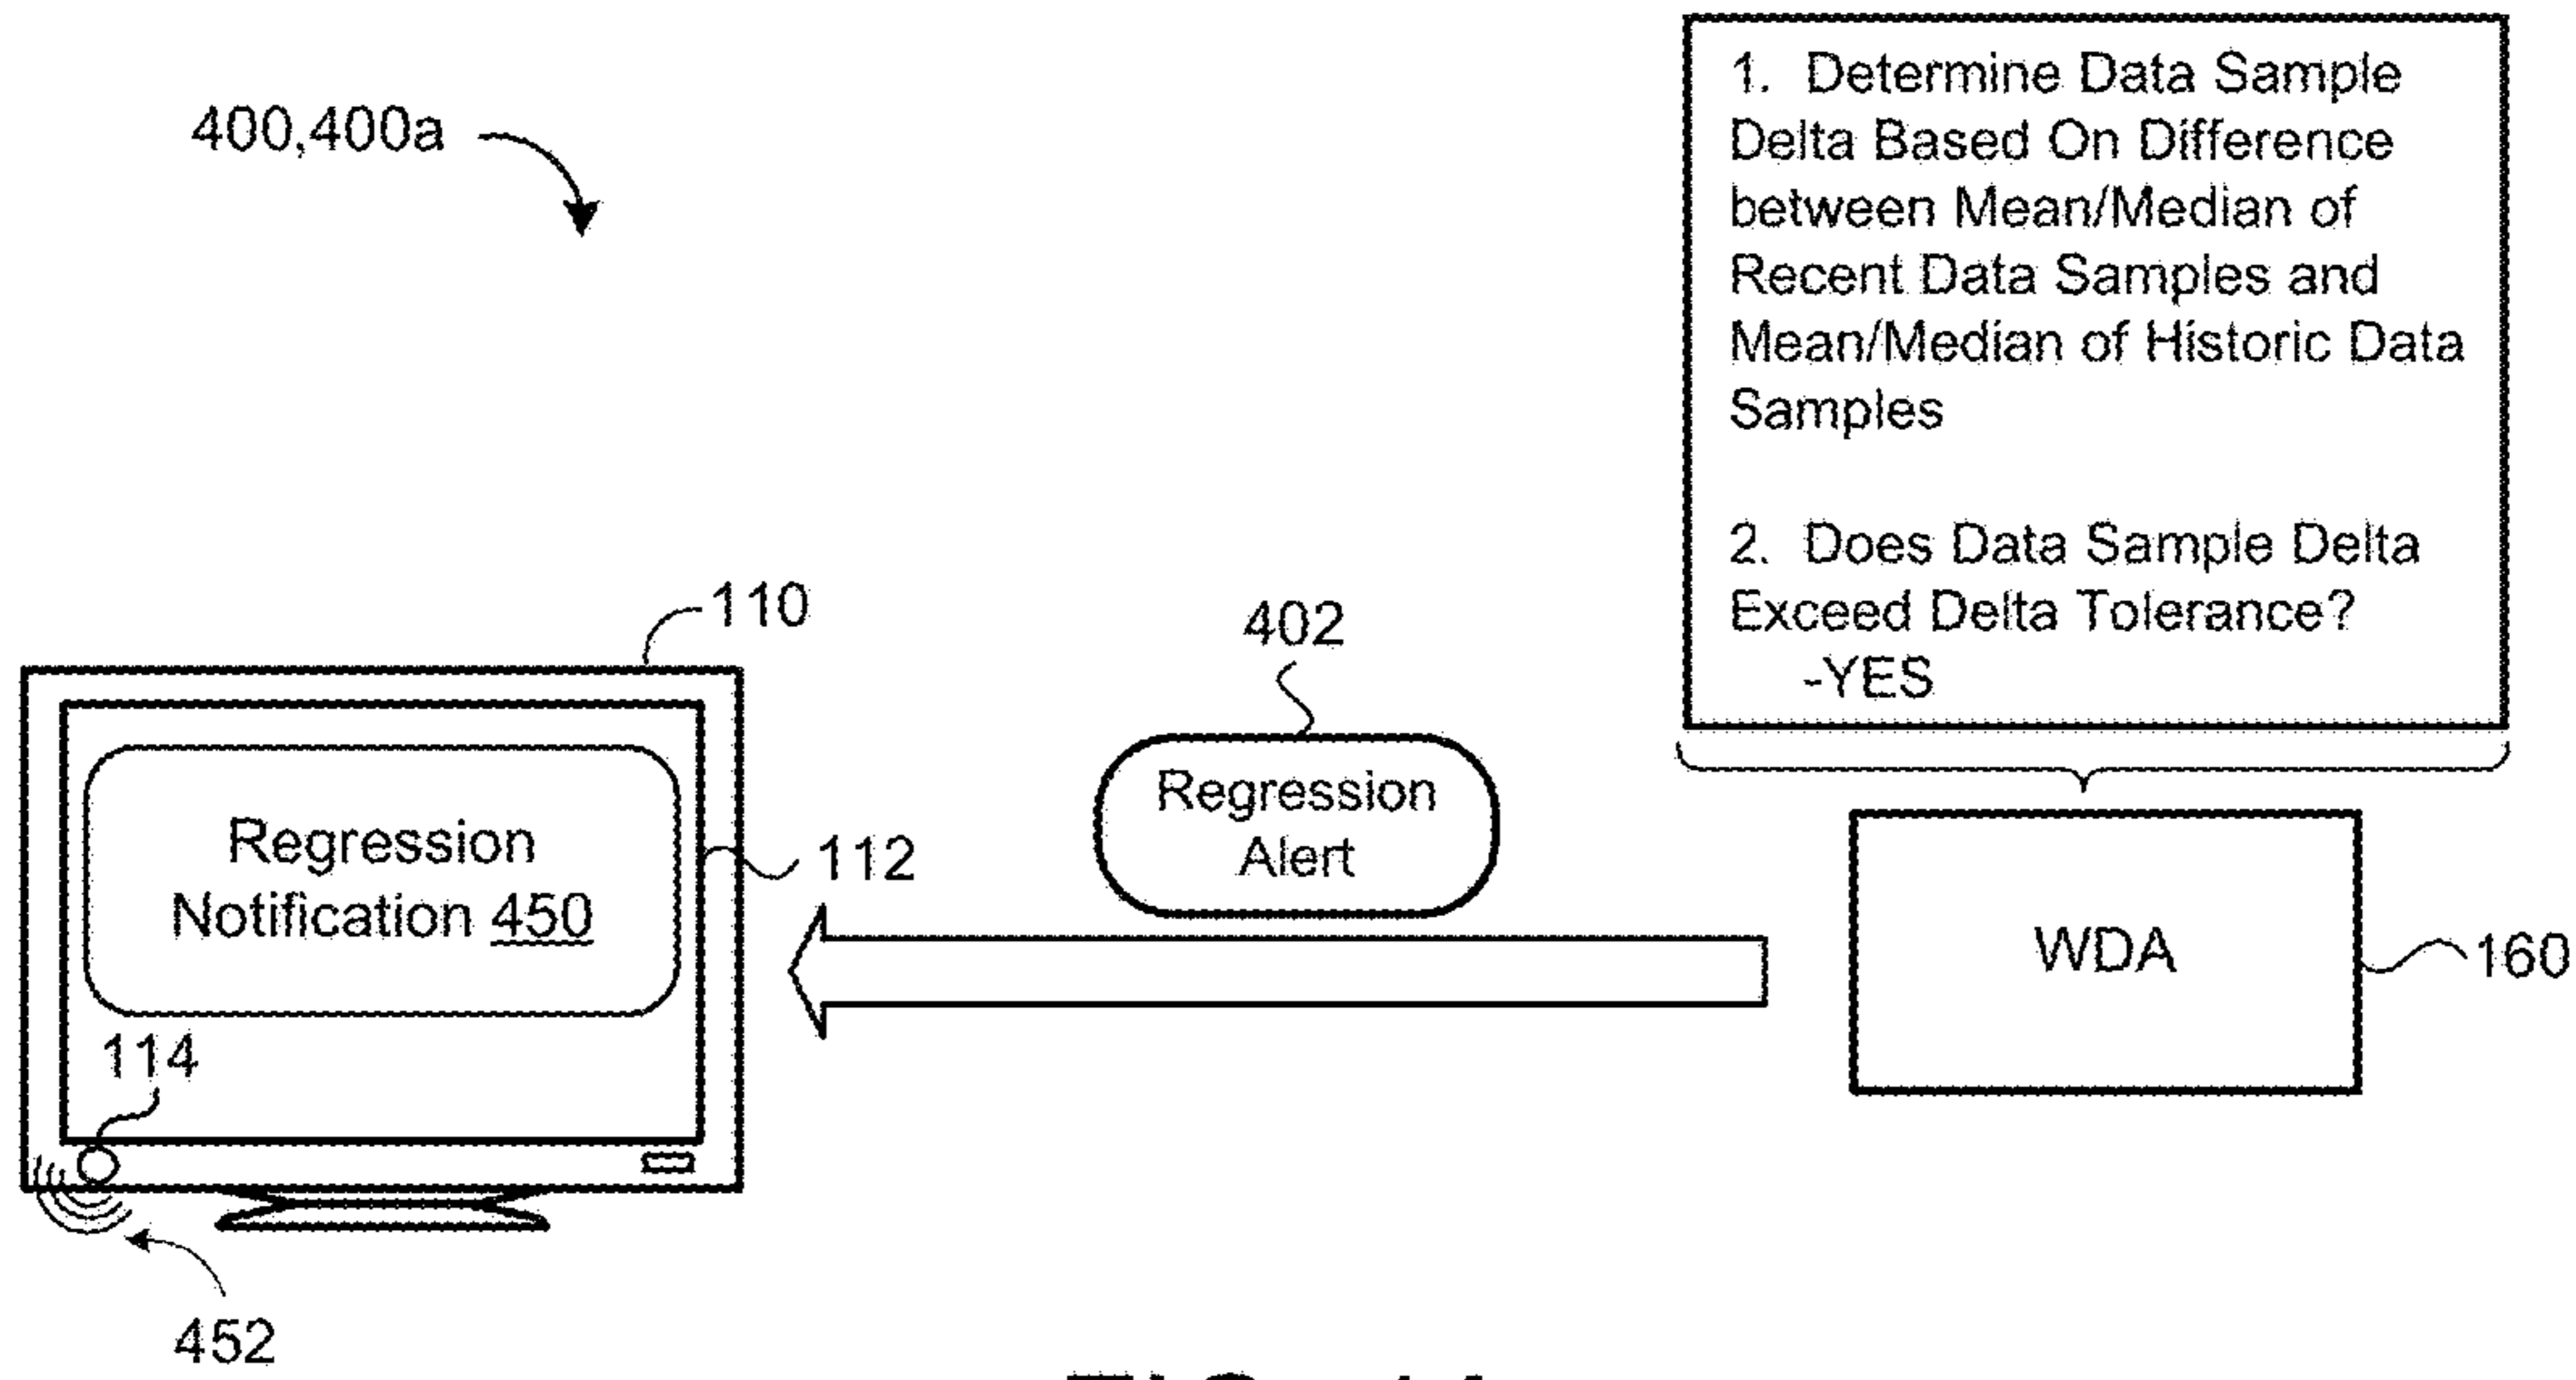 400,400a
1. Determine Data Sample
Delta Based On Difference
between Mean/Median of
Recent Data Samples and
Mean/Median of Historic Data
Samples
2. Does Data Sample Delta
Exceed Delta Tolerance?
-YES
110
402
Regression
Alert
Regression
Notification 450
112
WDA
160
114
452